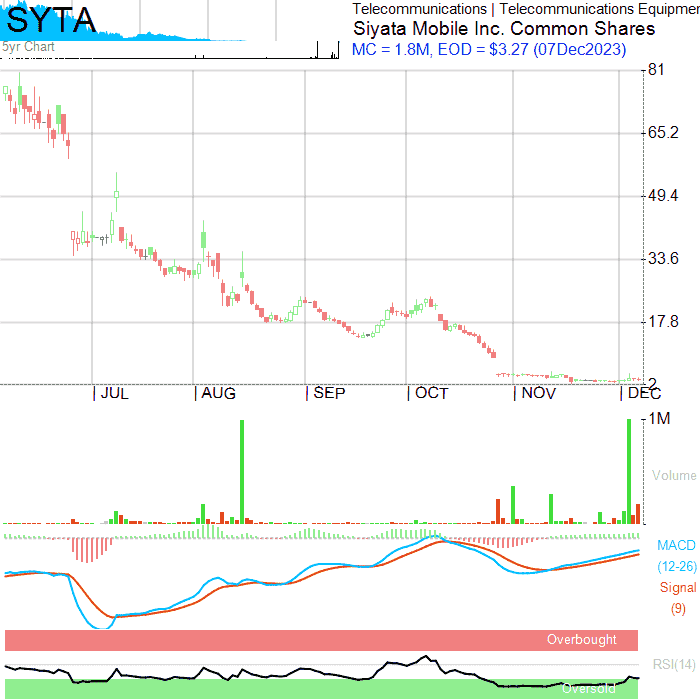 SYTA
5yr Chart
Telecommunications | Telecommunications Equipmen
Siyata Mobile Inc. Common Shares
MC = 1.8M, EOD = $3.27 (07Dec2023)
81
65.2
49.4
33.6
17.8
2
JUL AUG SEP OCT NOV DEC
1M
Volume
MACD
(12-26)
Signal
(9)
Overbought
RSI(14)
Oversold